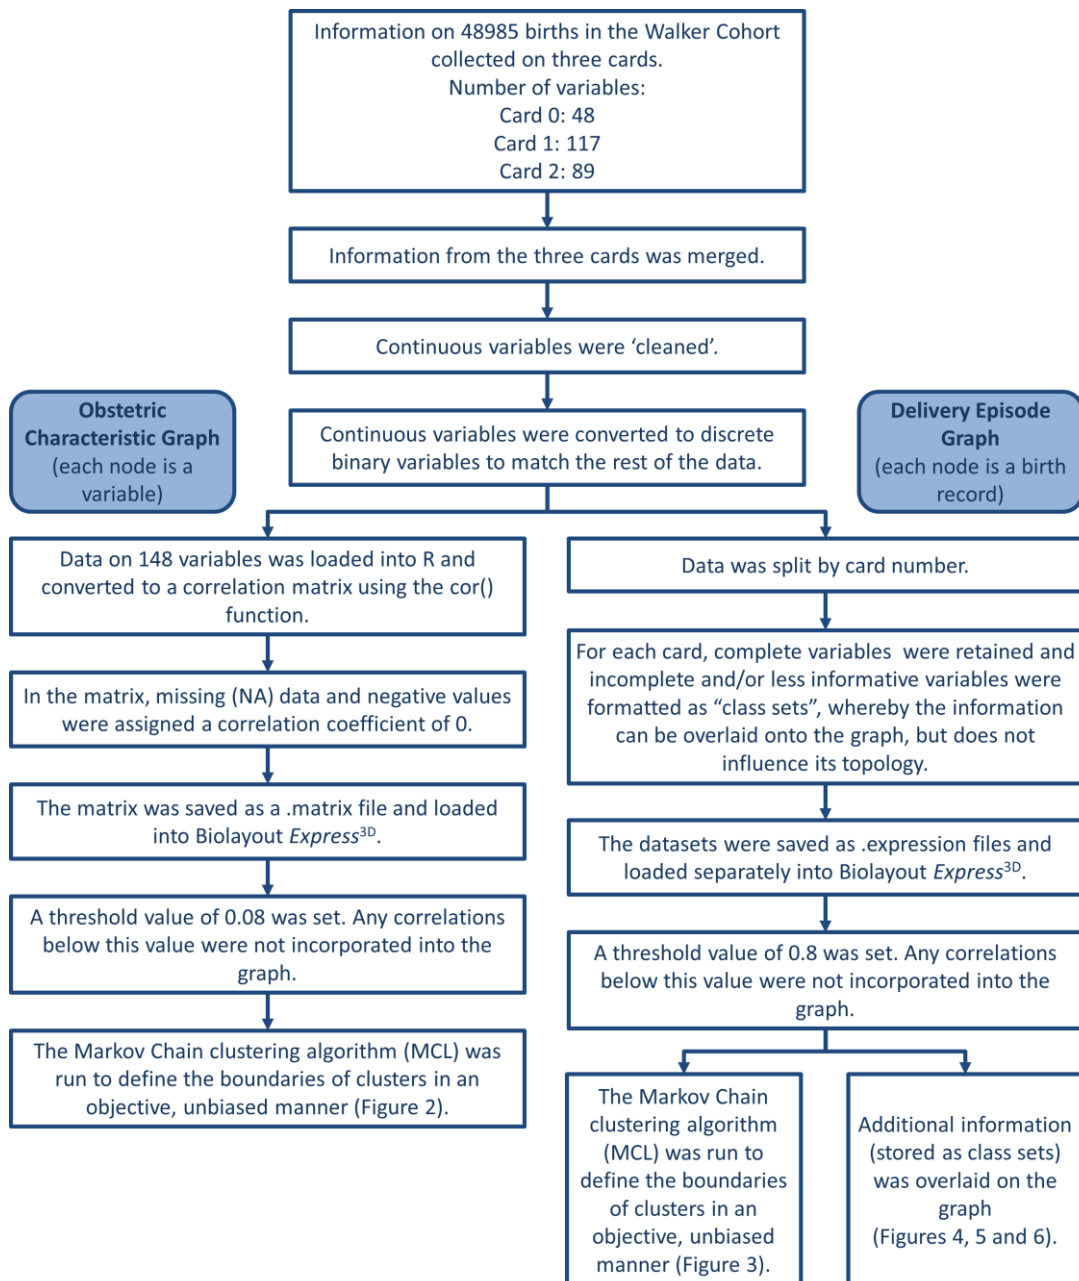 Information on 48985 births in the Walker Cohort
collected on three cards.
Number of variables:
Card 0: 48
Card 1: 117
Card 2: 89
Information from the three cards was merged.
Continuous variables were ‘cleaned’.
Obstetric
Characteristic Graph
(each node is a
variable)
Continuous variables were converted to discrete
binary variables to match the rest of the data.
Delivery Episode
Graph
(each node is a birth
record)
Data on 148 variables was loaded into R and
converted to a correlation matrix using the cor()
function.
In the matrix, missing (NA) data and negative values
were assigned a correlation coefficient of 0.
The matrix was saved as a .matrix file and loaded
into Biolayout Express3D.
A threshold value of 0.08 was set. Any correlations
below this value were not incorporated into the
graph.
The Markov Chain clustering algorithm (MCL) was
run to define the boundaries of clusters in an
objective, unbiased manner (Figure 2).
Data was split by card number.
For each card, complete variables were retained and
incomplete and/or less informative variables were
formatted as “class sets”, whereby the information
can be overlaid onto the graph, but does not
influence its topology.
The datasets were saved as .expression files and
loaded separately into Biolayout Express3D.
A threshold value of 0.8 was set. Any correlations
below this value were not incorporated into the
graph.
The Markov Chain
clustering algorithm
(MCL) was run to
define the boundaries
of clusters in an
objective, unbiased
manner (Figure 3).
Additional information
(stored as class sets)
was overlaid on the
graph
(Figures 4, 5 and 6).